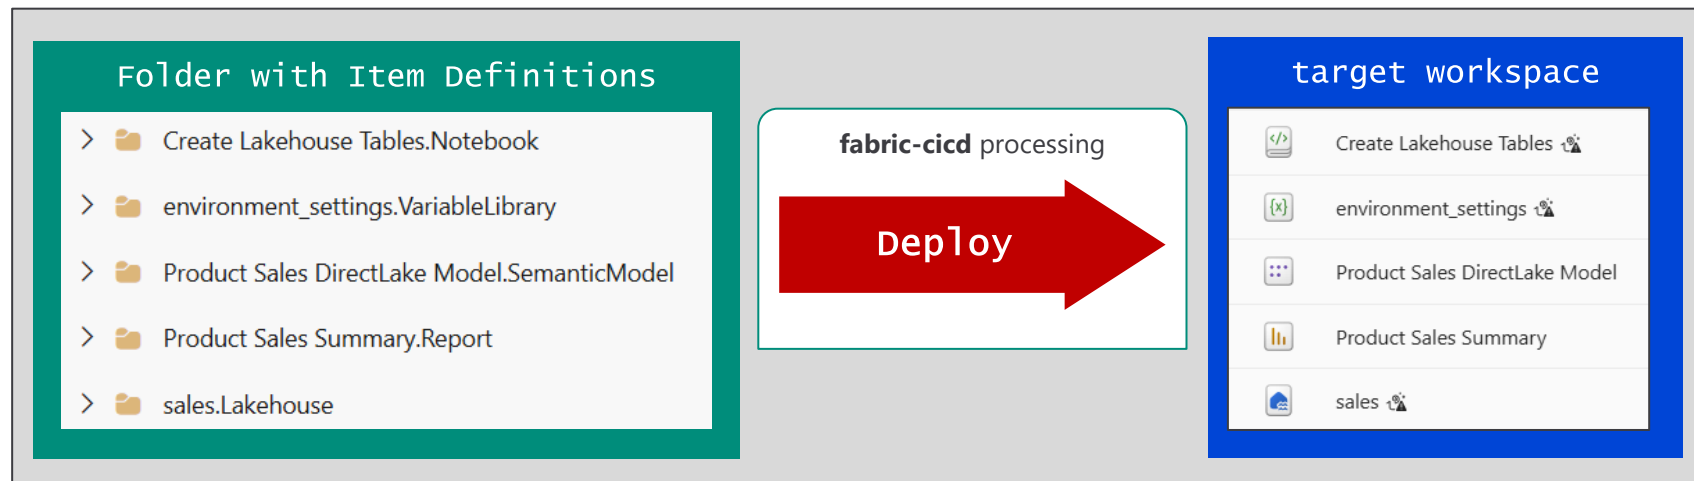 Folder with Item Definitions
Create Lakehouse Tables.Notebook
environment_settings.VariableLibrary
Product Sales DirectLake Model.SemanticModel
Product Sales Summary.Report
sales.Lakehouse
fabric-cicd processing
Deploy
target workspace
</> Create Lakehouse Tables
{x} environment_settings
Product Sales DirectLake Model
Product Sales Summary
sales